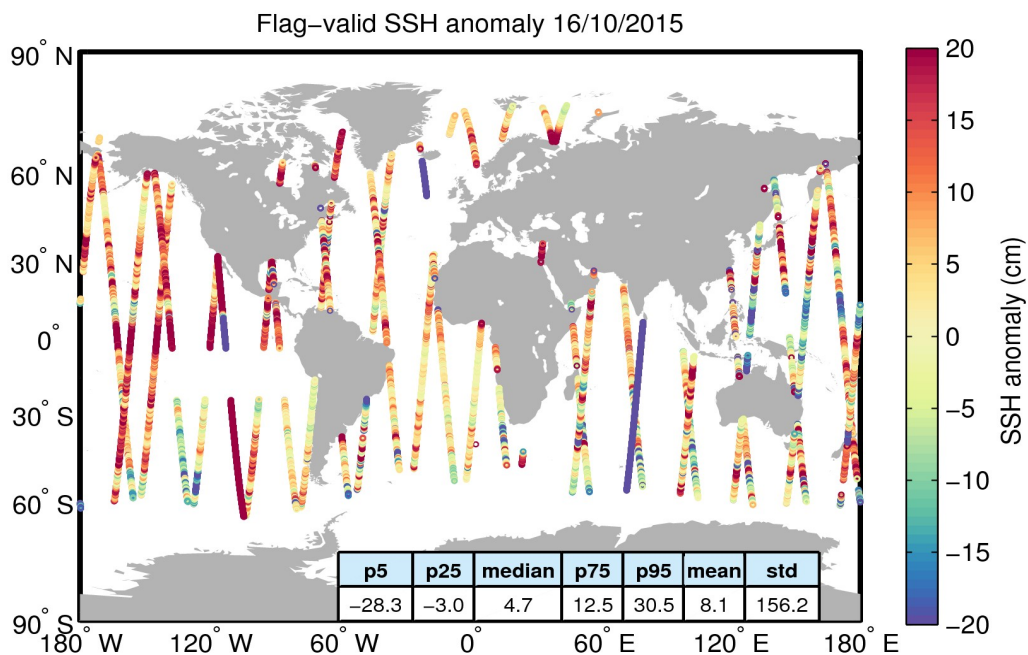 Flag−valid SSH anomaly 16/10/2015
90° N
60° N
30° N
0°
30° S
60° S
90° S
180° W
120° W
60° W
0°
60° E
120° E
180° E
p5 p25 median p75 p95 mean std
−28.3 −3.0 4.7 12.5 30.5 8.1 156.2
20
15
10
5
0
−5
−10
−15
−20
SSH anomaly (cm)